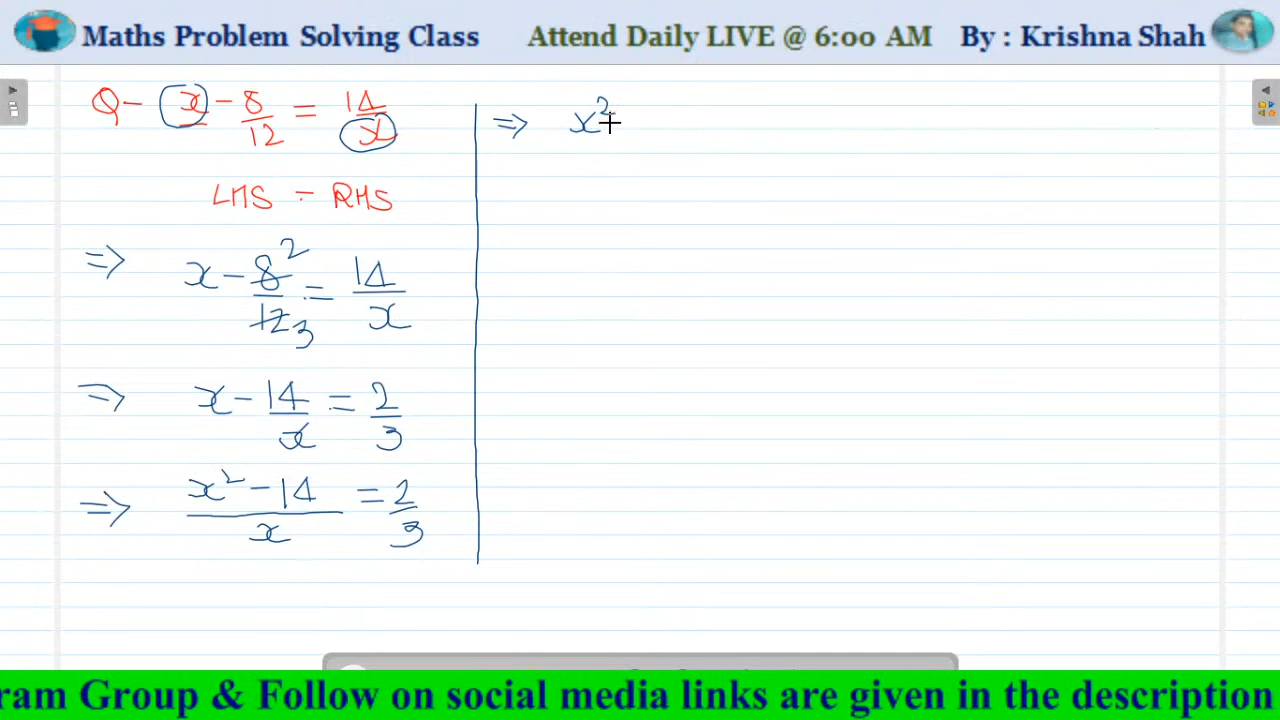 Maths Problem Solving Class Attend Daily LIVE @ 6:00 AM By : Krishna Shah
Q- x - 8/12 = 14/x
LHS = RHS
⇒ x - 8²/12₃ = 14/x
⇒ x - 14/x = 2/3
⇒ x² - 14/x = 2/3
⇒ x²
ram Group & Follow on social media links are given in the description